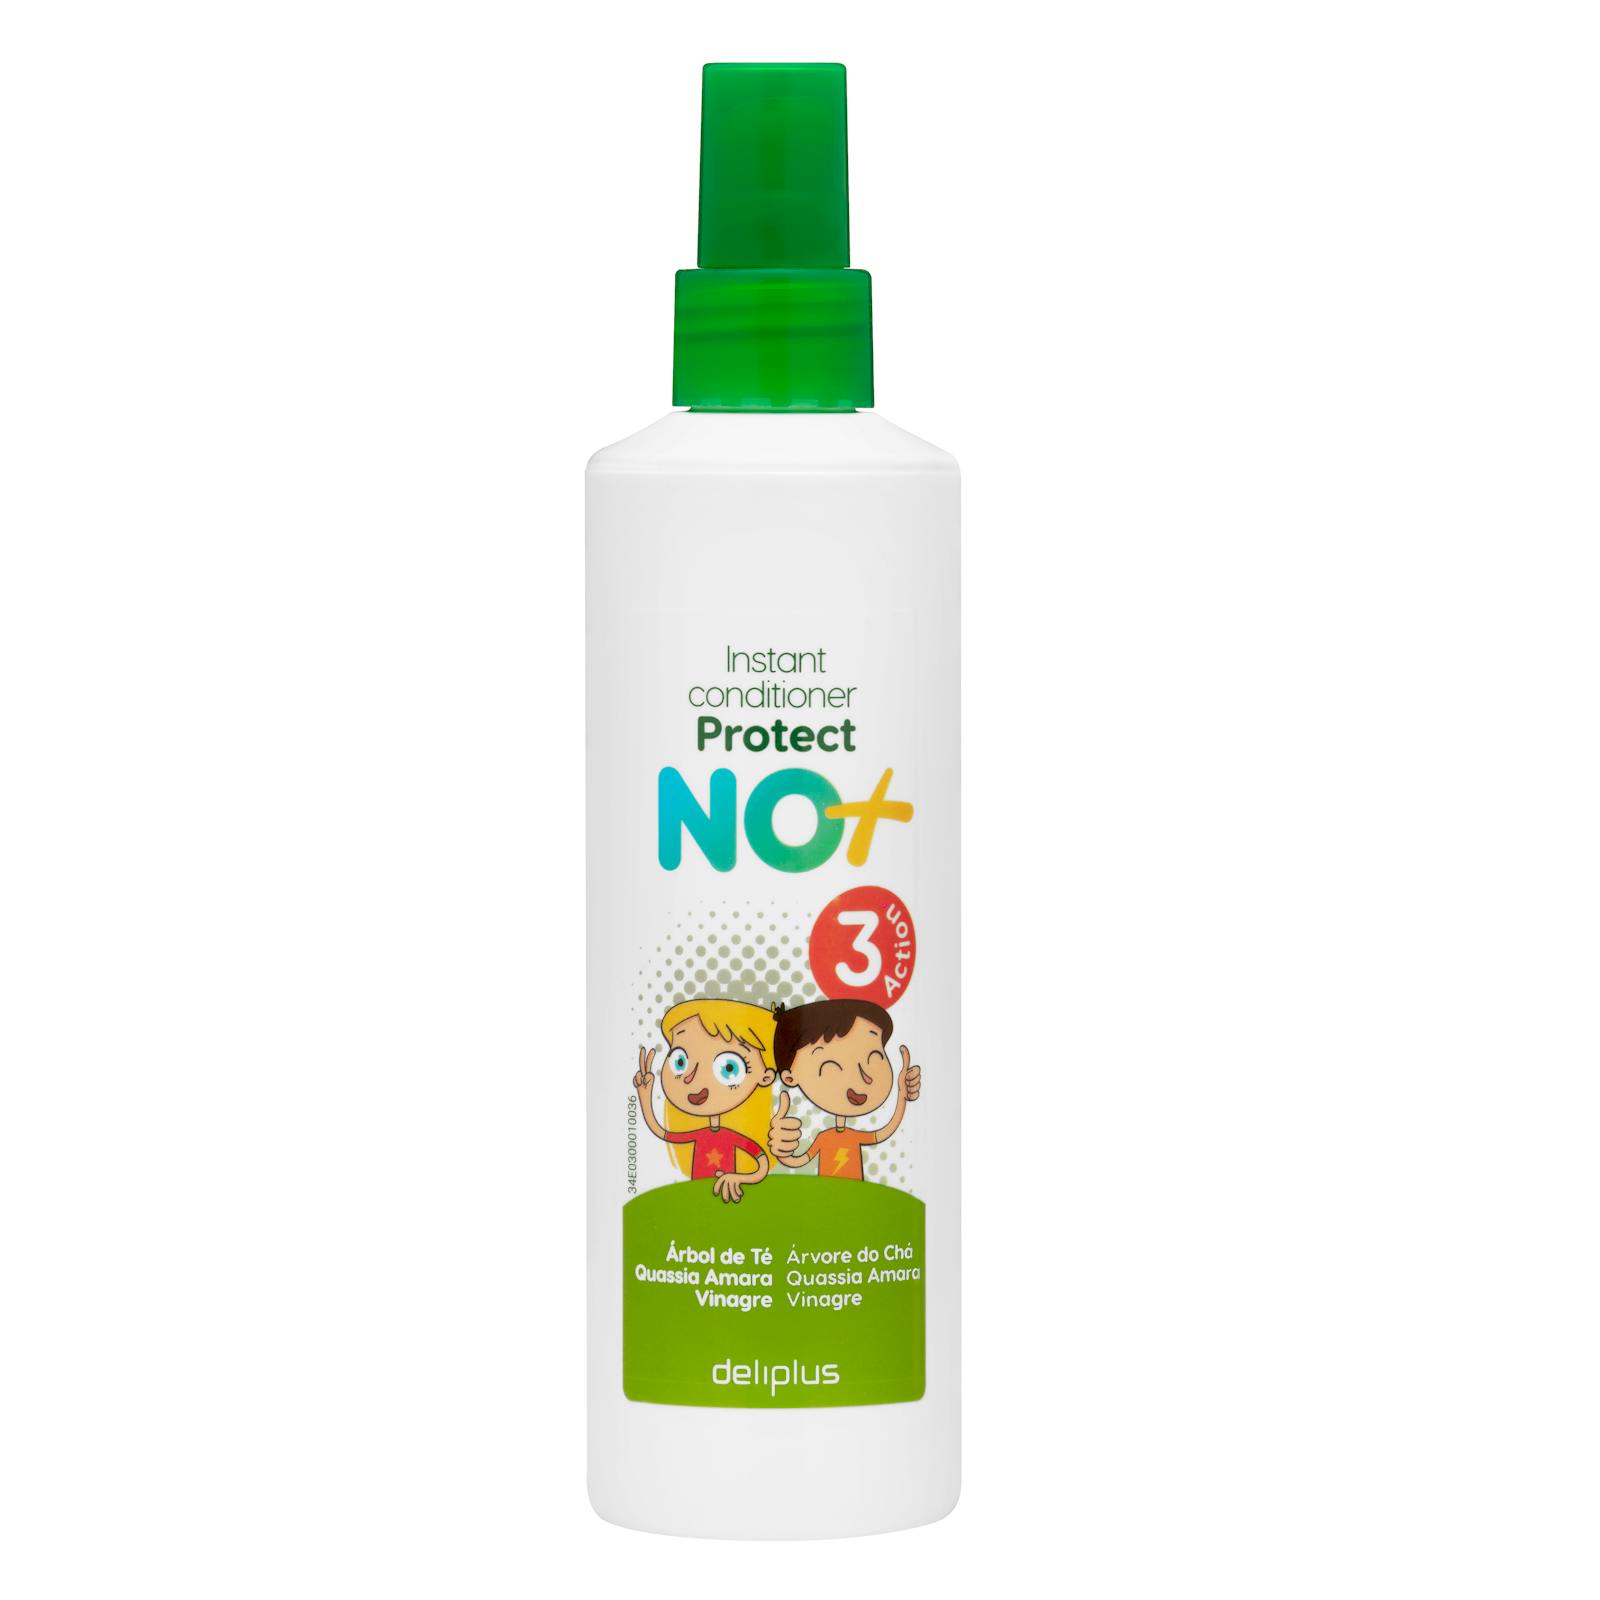 Instant
conditioner
Protect
NO+
3 Action
34E0300010036
Árbol de Té
Quassia Amara
Vinagre
Árvore do Chá
Quassia Amara
Vinagre
deliplus